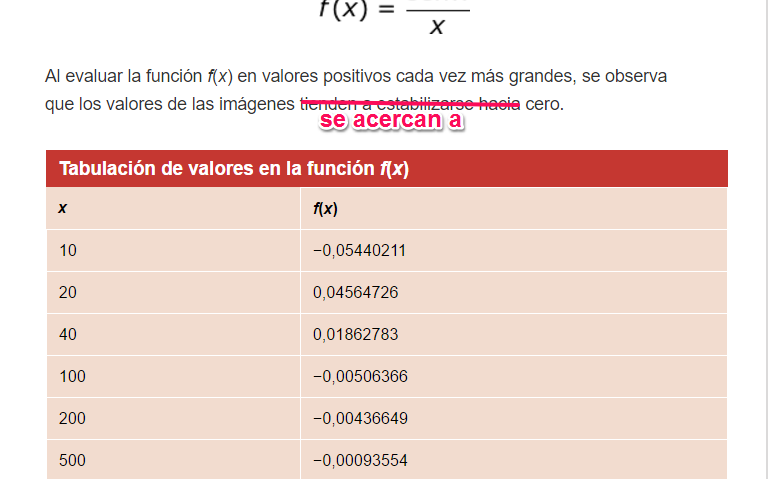 f(x) =
x
Al evaluar la función f(x) en valores positivos cada vez más grandes, se observa
que los valores de las imágenes tienden a estabilizarse hacia cero.
se acercan a
Tabulación de valores en la función f(x)
x f(x)
10 −0,05440211
20 0,04564726
40 0,01862783
100 −0,00506366
200 −0,00436649
500 −0,00093554